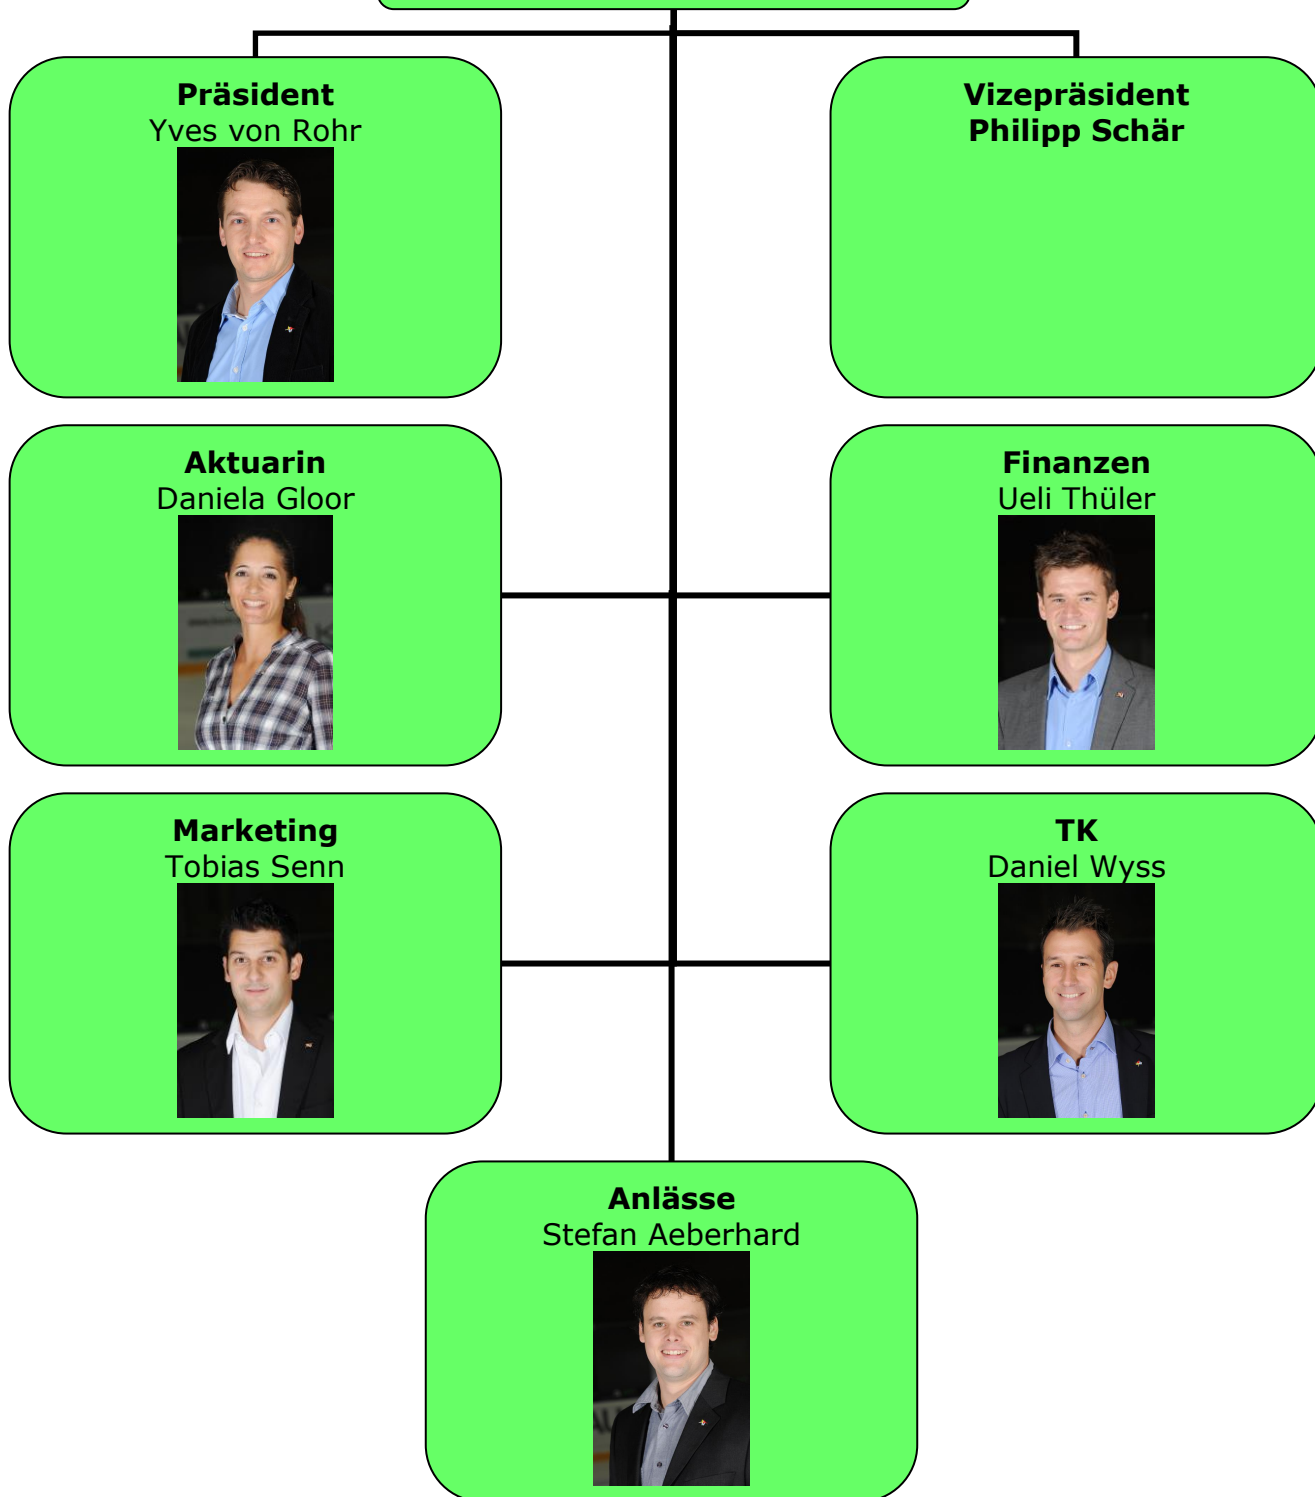 Präsident
Yves von Rohr
Vizepräsident
Philipp Schär
Aktuarin
Daniela Gloor
Finanzen
Ueli Thüler
Marketing
Tobias Senn
TK
Daniel Wyss
Anlässe
Stefan Aeberhard